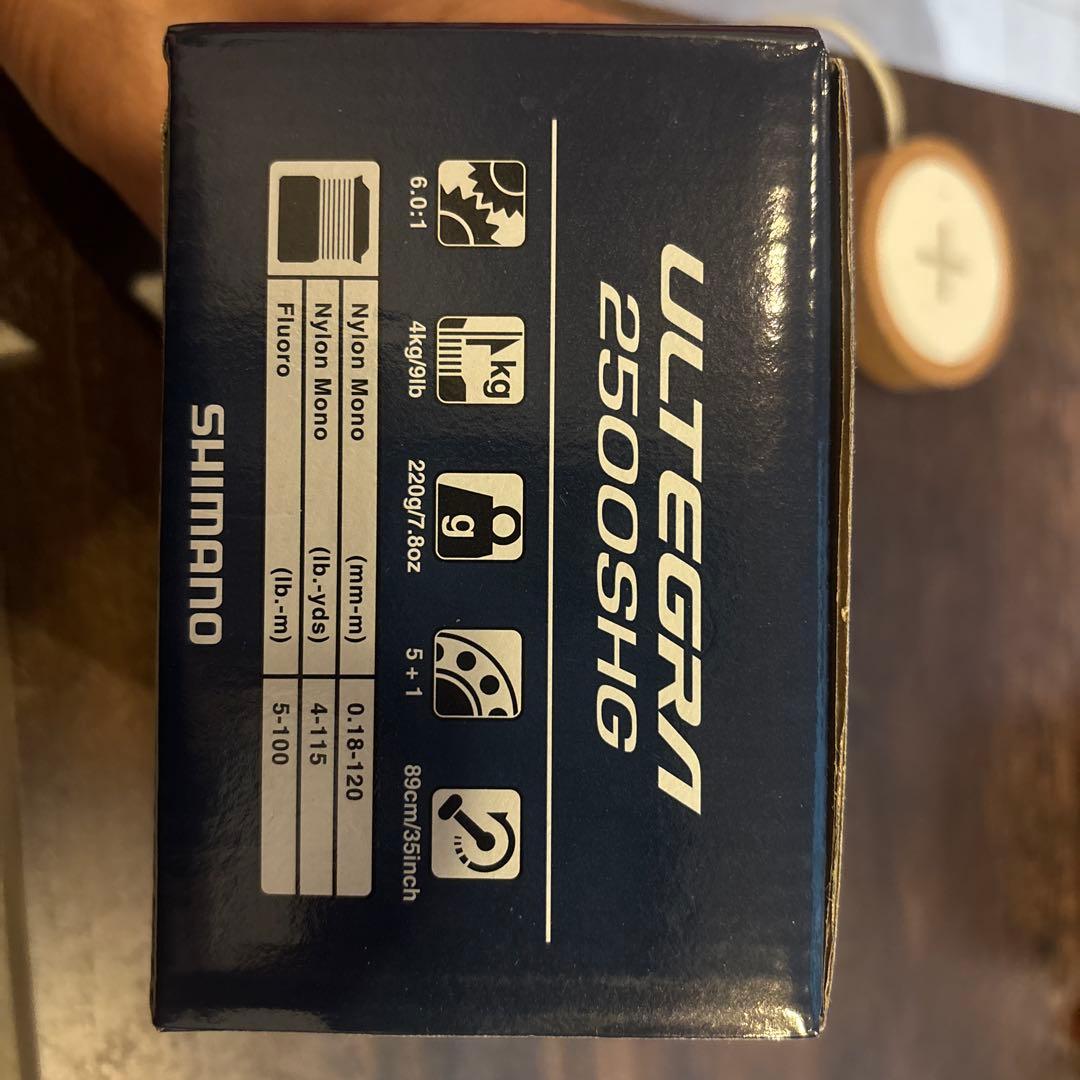 ULTEGRA
2500SHG
kg
g
6.0:1
4kg/9lb
220g/7.8oz
5 + 1
89cm/35inch
Nylon Mono (mm-m) 0.18-120
Nylon Mono (lb.-yds) 4-115
Fluoro (lb.-m) 5-100
SHIMANO